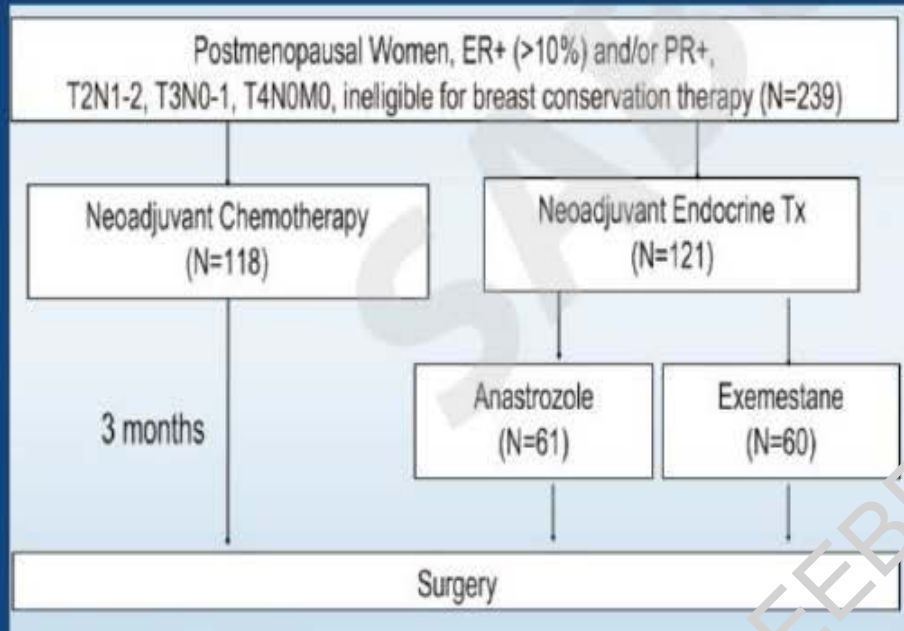 Postmenopausal Women, ER+ (>10%) and/or PR+,
T2N1-2, T3N0-1, T4N0M0, ineligible for breast conservation therapy (N=239)
Neoadjuvant Chemotherapy
(N=118)
Neoadjuvant Endocrine Tx
(N=121)
3 months
Anastrozole
(N=61)
Exemestane
(N=60)
Surgery